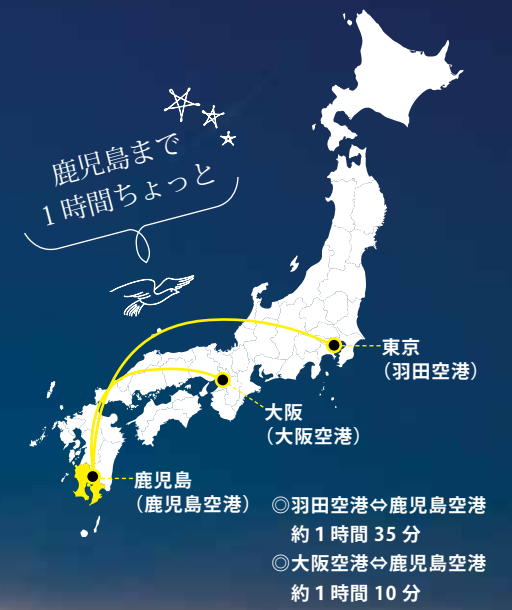 鹿児島まで
1時間ちょっと
東京
（羽田空港）
大阪
（大阪空港）
鹿児島
（鹿児島空港）
◎羽田空港⇔鹿児島空港
約1時間35分
◎大阪空港⇔鹿児島空港
約1時間10分